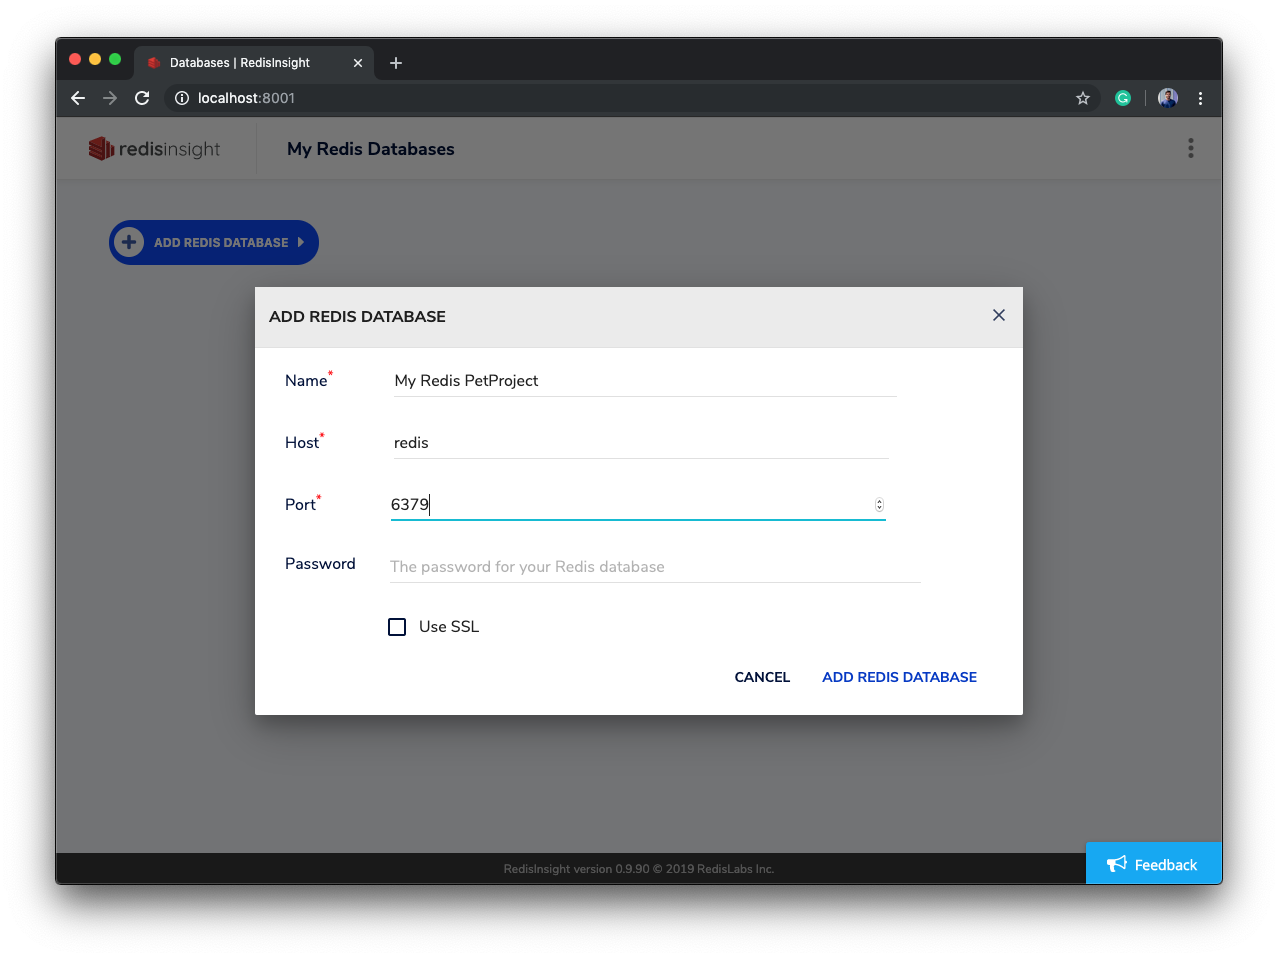 Databases | RedisInsight
localhost:8001
redisinsight
My Redis Databases
ADD REDIS DATABASE
ADD REDIS DATABASE
Name*
My Redis PetProject
Host*
redis
Port*
6379
Password
The password for your Redis database
Use SSL
CANCEL
ADD REDIS DATABASE
RedisInsight version 0.9.90 © 2019 RedisLabs Inc.
Feedback